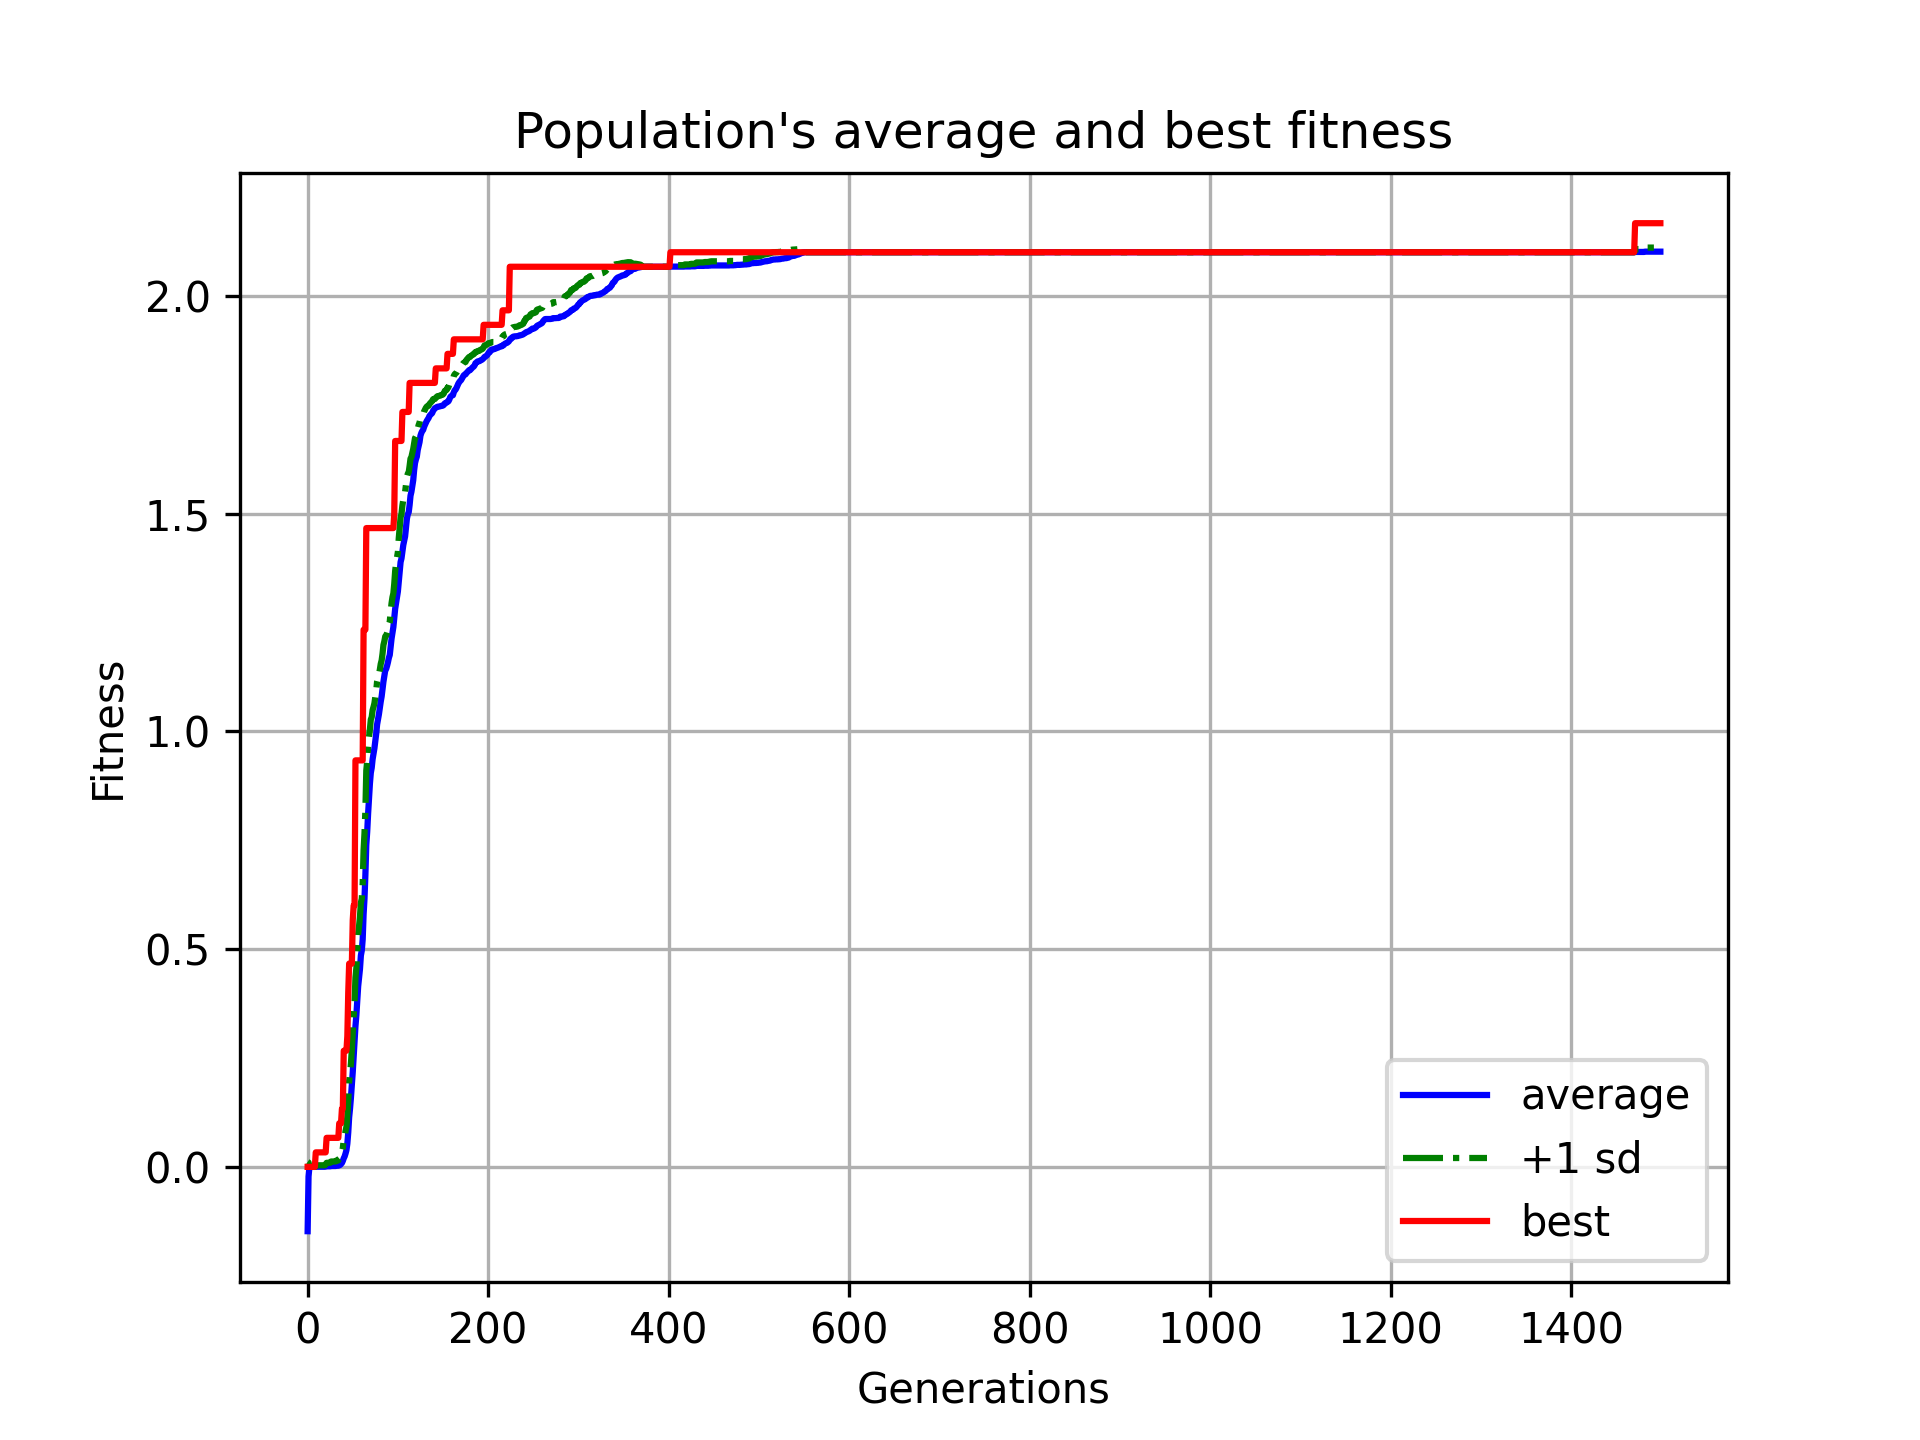 Population's average and best fitness
Fitness
2.0
1.5
1.0
0.5
0.0
0 200 400 600 800 1000 1200 1400
Generations
average
+1 sd
best